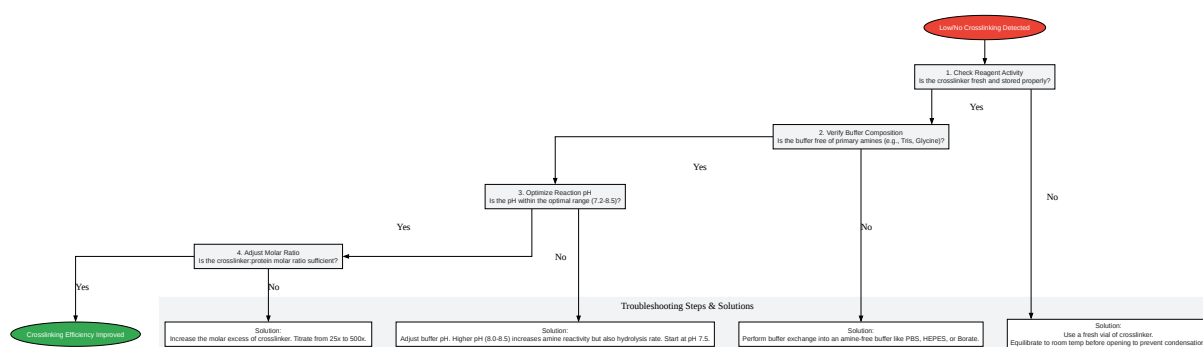 Low/No Crosslinking Detected
1. Check Reagent Activity
Is the crosslinker fresh and stored properly?
Yes
2. Verify Buffer Composition
Is the buffer free of primary amines (e.g., Tris, Glycine)?
Yes
3. Optimize Reaction pH
Is the pH within the optimal range (7.2-8.5)?
No
Yes
No
4. Adjust Molar Ratio
Is the crosslinker:protein molar ratio sufficient?
No
Yes
No
Troubleshooting Steps & Solutions
Crosslinking Efficiency Improved
Solution:
Increase the molar excess of crosslinker. Titrate from 25x to 500x.
Solution:
Adjust buffer pH. Higher pH (8.0-8.5) increases amine reactivity but also hydrolysis rate. Start at pH 7.5.
Solution:
Perform buffer exchange into an amine-free buffer like PBS, HEPES, or Borate.
Solution:
Use a fresh vial of crosslinker.
Equilibrate to room temp before opening to prevent